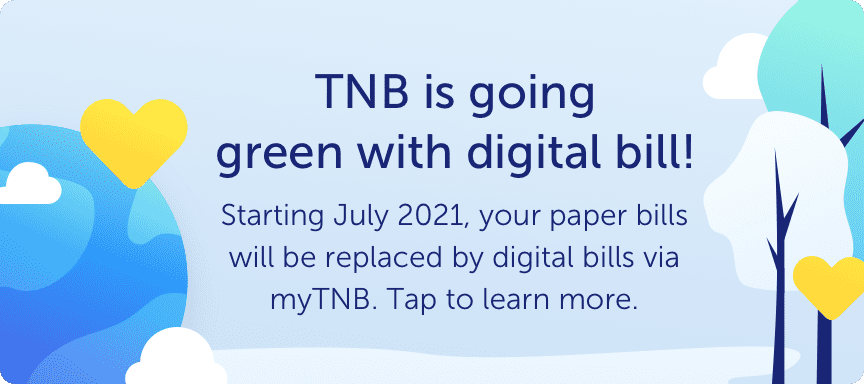 TNB is going
green with digital bill!
Starting July 2021, your paper bills
will be replaced by digital bills via
myTNB. Tap to learn more.